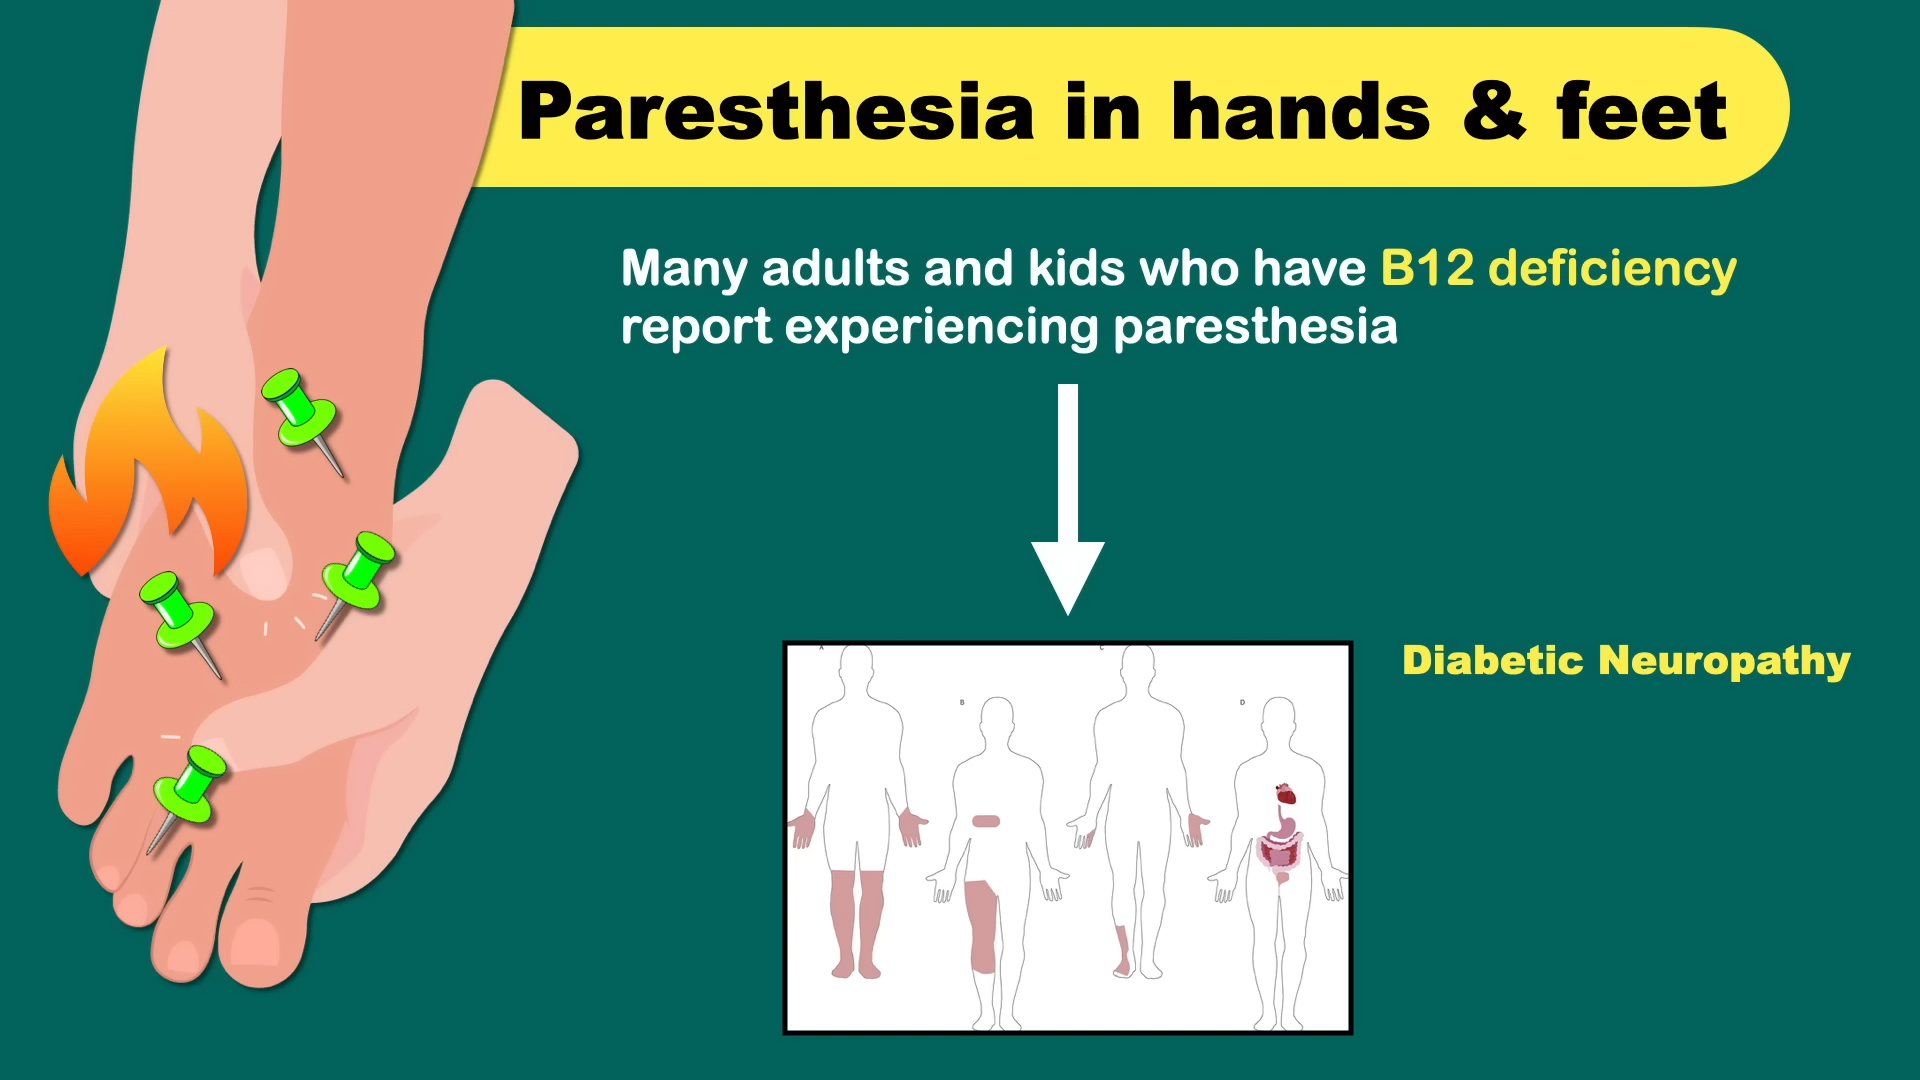 Paresthesia in hands & feet
Many adults and kids who have B12 deficiency
report experiencing paresthesia
Diabetic Neuropathy
A
B
C
D